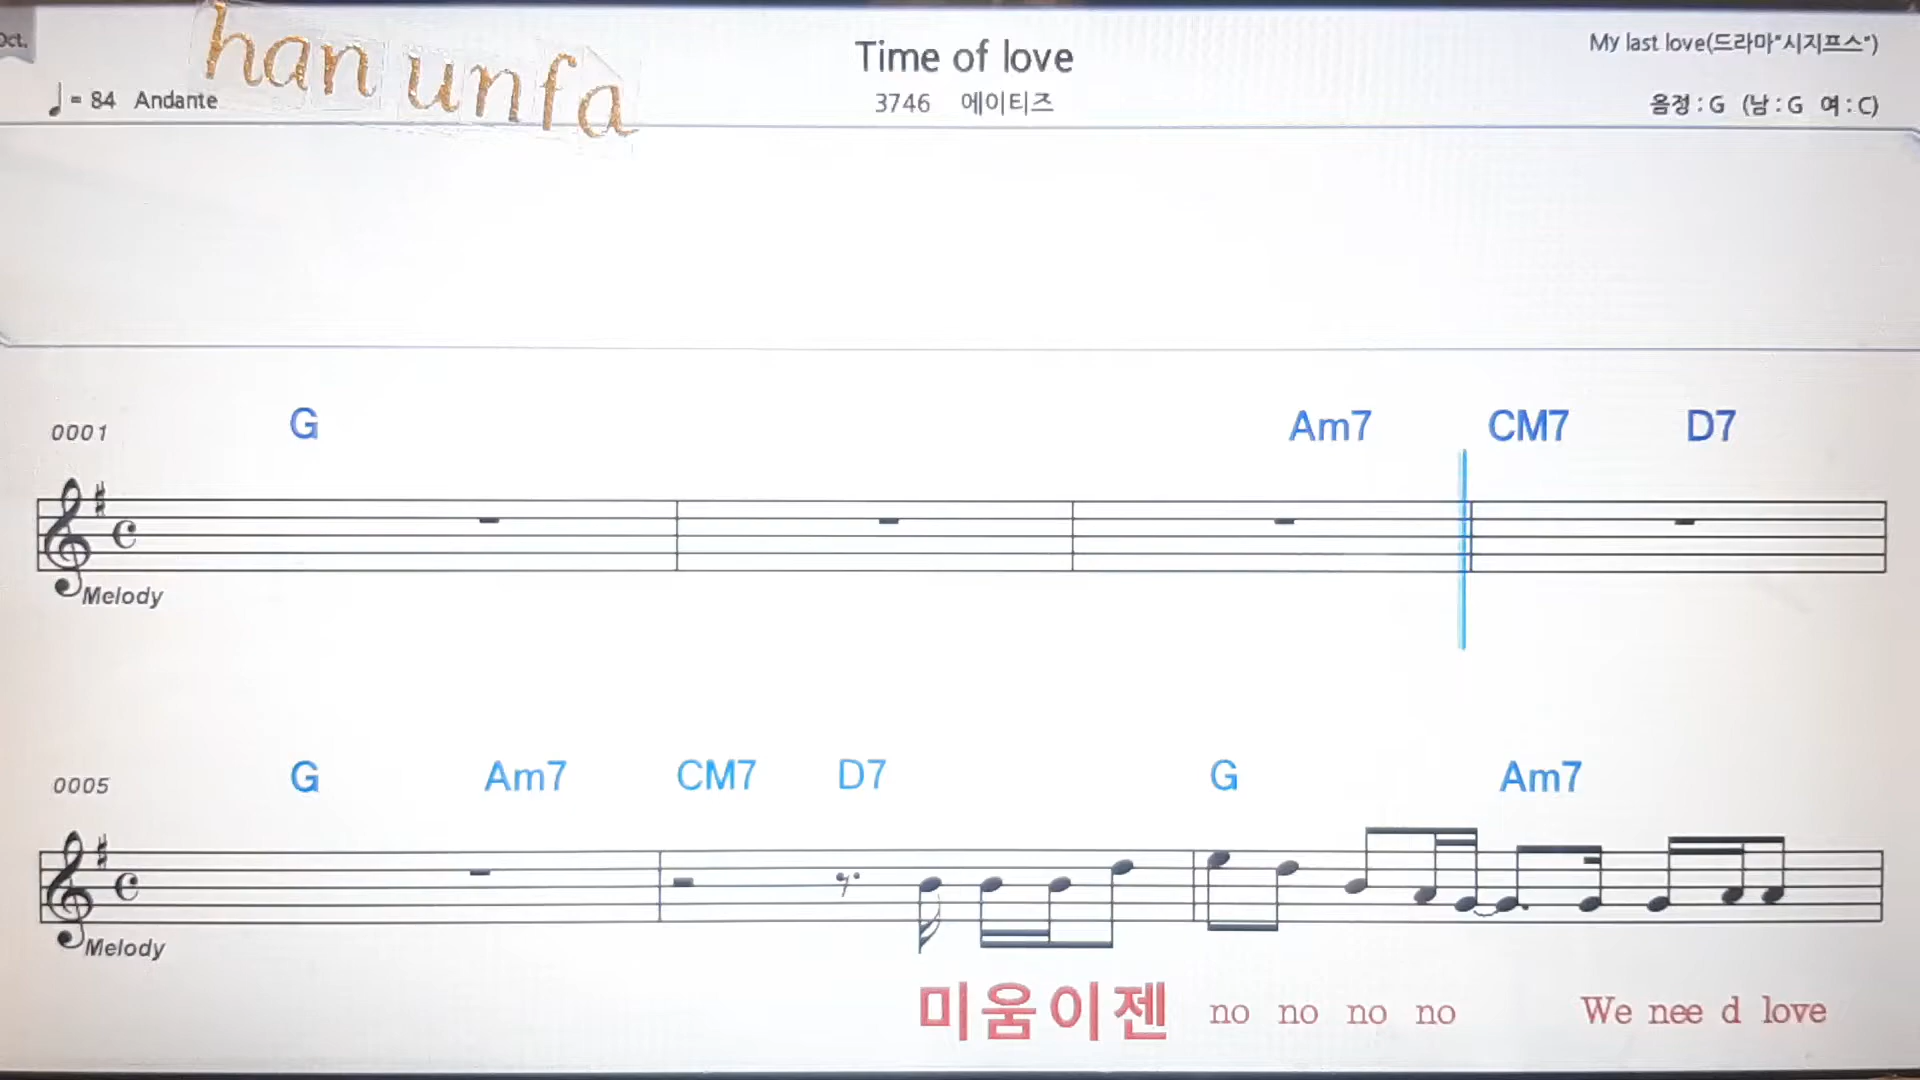 Oct.
han unfa
Time of love
My last love(드라마"시지프스")
♩= 84 Andante
3746 에이티즈
음정 : G (남 : G 여 : C)
0001 G Am7 CM7 D7
Melody
0005 G Am7 CM7 D7 G Am7
Melody
미움이젠 no no no no We nee d love